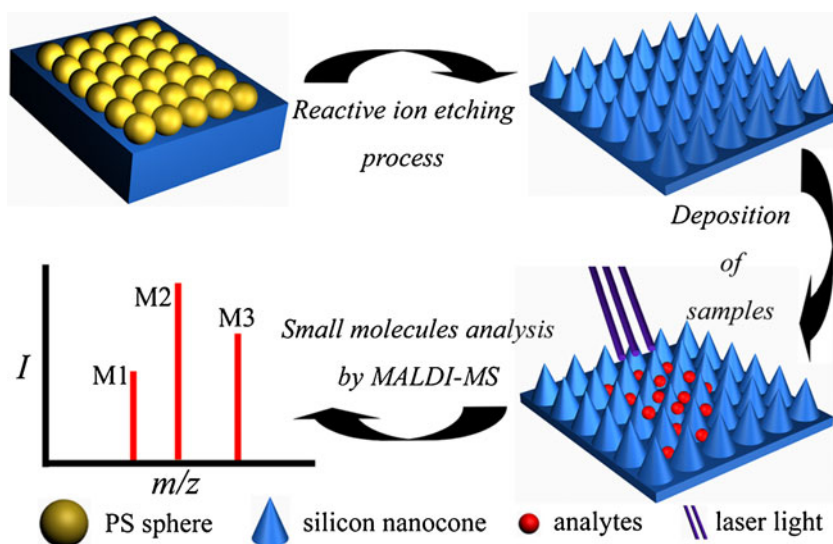 Reactive ion etching
process
Deposition
of
samples
Small molecules analysis
by MALDI-MS
I
M1
M2
M3
m/z
PS sphere
silicon nanocone
analytes
laser light